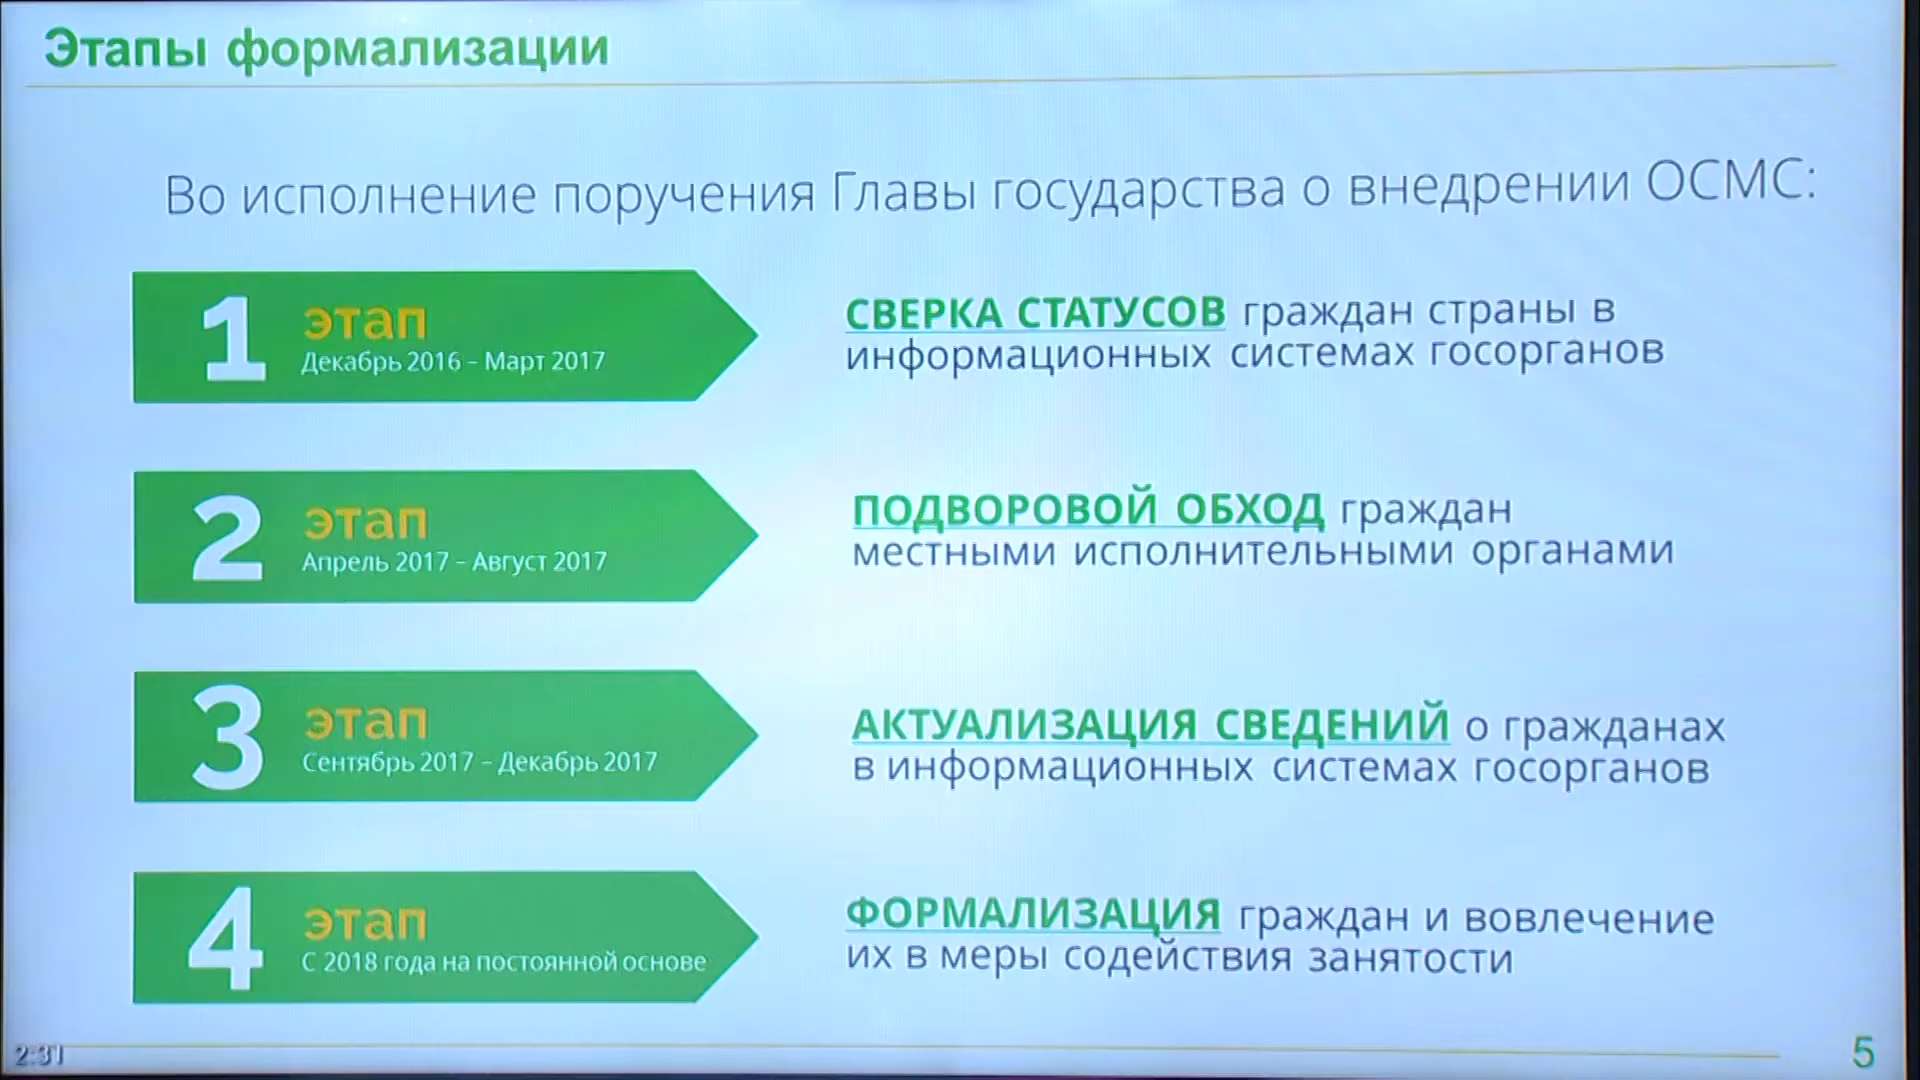 Этапы формализации
Во исполнение поручения Главы государства о внедрении ОСМС:
1 этап
Декабрь 2016 – Март 2017
СВЕРКА СТАТУСОВ граждан страны в
информационных системах госорганов
2 этап
Апрель 2017 – Август 2017
ПОДВОРОВОЙ ОБХОД граждан
местными исполнительными органами
3 этап
Сентябрь 2017 – Декабрь 2017
АКТУАЛИЗАЦИЯ СВЕДЕНИЙ о гражданах
в информационных системах госорганов
4 этап
С 2018 года на постоянной основе
ФОРМАЛИЗАЦИЯ граждан и вовлечение
их в меры содействия занятости
2:31
5